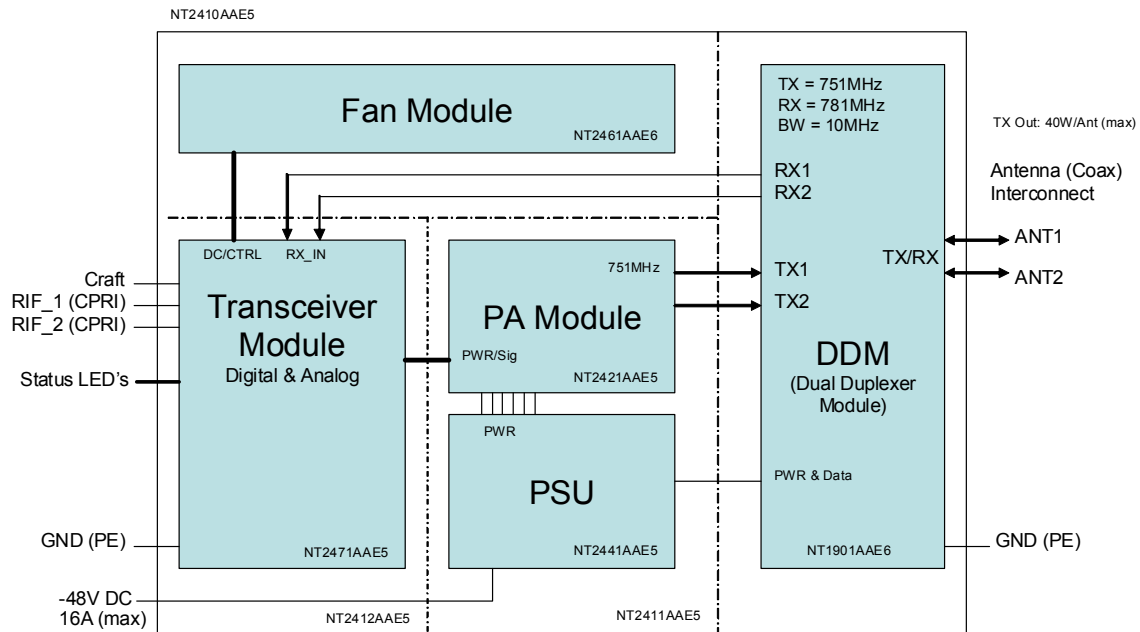 NT2410AAE5
Fan Module
NT2461AAE6
TX = 751MHz
RX = 781MHz
BW = 10MHz
TX Out: 40W/Ant (max)
RX1
RX2
Antenna (Coax)
Interconnect
DC/CTRL
RX_IN
751MHz
TX1
TX2
TX/RX
ANT1
ANT2
Craft
RIF_1 (CPRI)
RIF_2 (CPRI)
Status LED's
Transceiver
Module
Digital & Analog
PA Module
PWR/Sig
NT2421AAE5
DDM
(Dual Duplexer
Module)
PWR
PSU
PWR & Data
GND (PE)
NT2471AAE5
NT2441AAE5
NT1901AAE6
GND (PE)
-48V DC
16A (max)
NT2412AAE5
NT2411AAE5